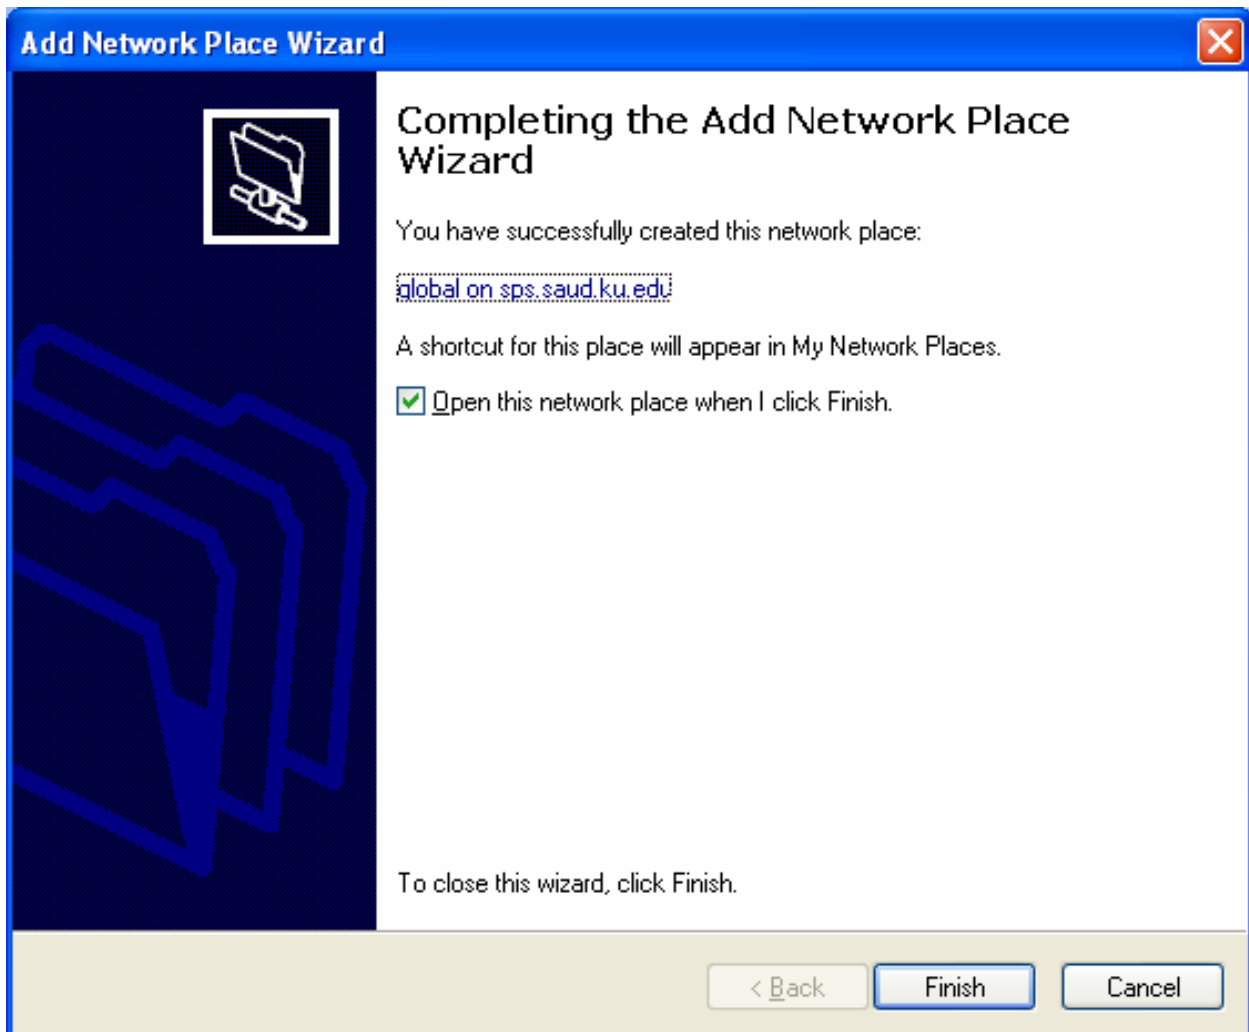 Add Network Place Wizard
Completing the Add Network Place
Wizard
You have successfully created this network place:
global on sps.saud.ku.edu
A shortcut for this place will appear in My Network Places.
Open this network place when I click Finish.
To close this wizard, click Finish.
< Back Finish Cancel